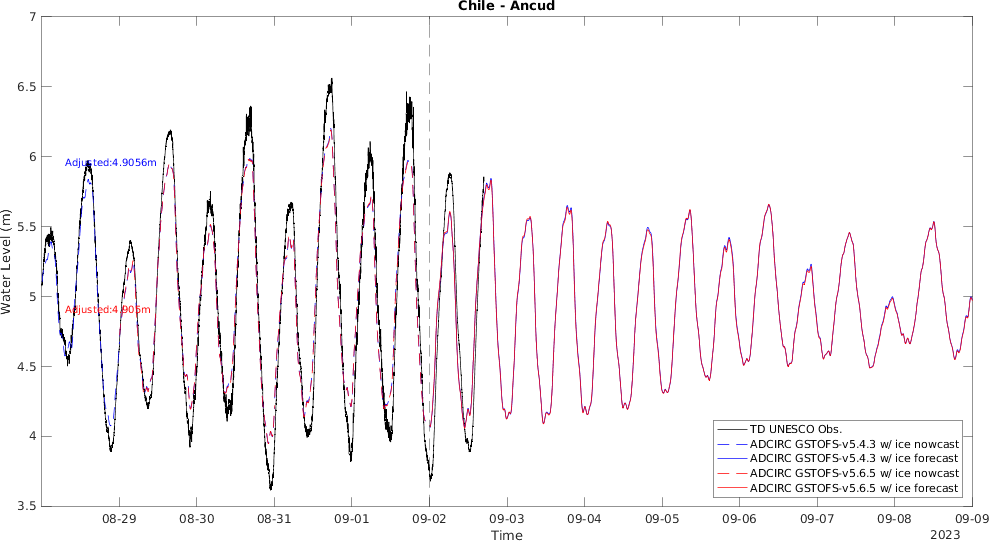 Chile - Ancud
7
6.5
6
5.5
5
4.5
4
3.5
Water Level (m)
Adjusted:4.9056m
Adjusted:4.905m
TD UNESCO Obs.
ADCIRC GSTOFS-v5.4.3 w/ ice nowcast
ADCIRC GSTOFS-v5.4.3 w/ ice forecast
ADCIRC GSTOFS-v5.6.5 w/ ice nowcast
ADCIRC GSTOFS-v5.6.5 w/ ice forecast
08-29 08-30 08-31 09-01 09-02 09-03 09-04 09-05 09-06 09-07 09-08 09-09
Time
2023